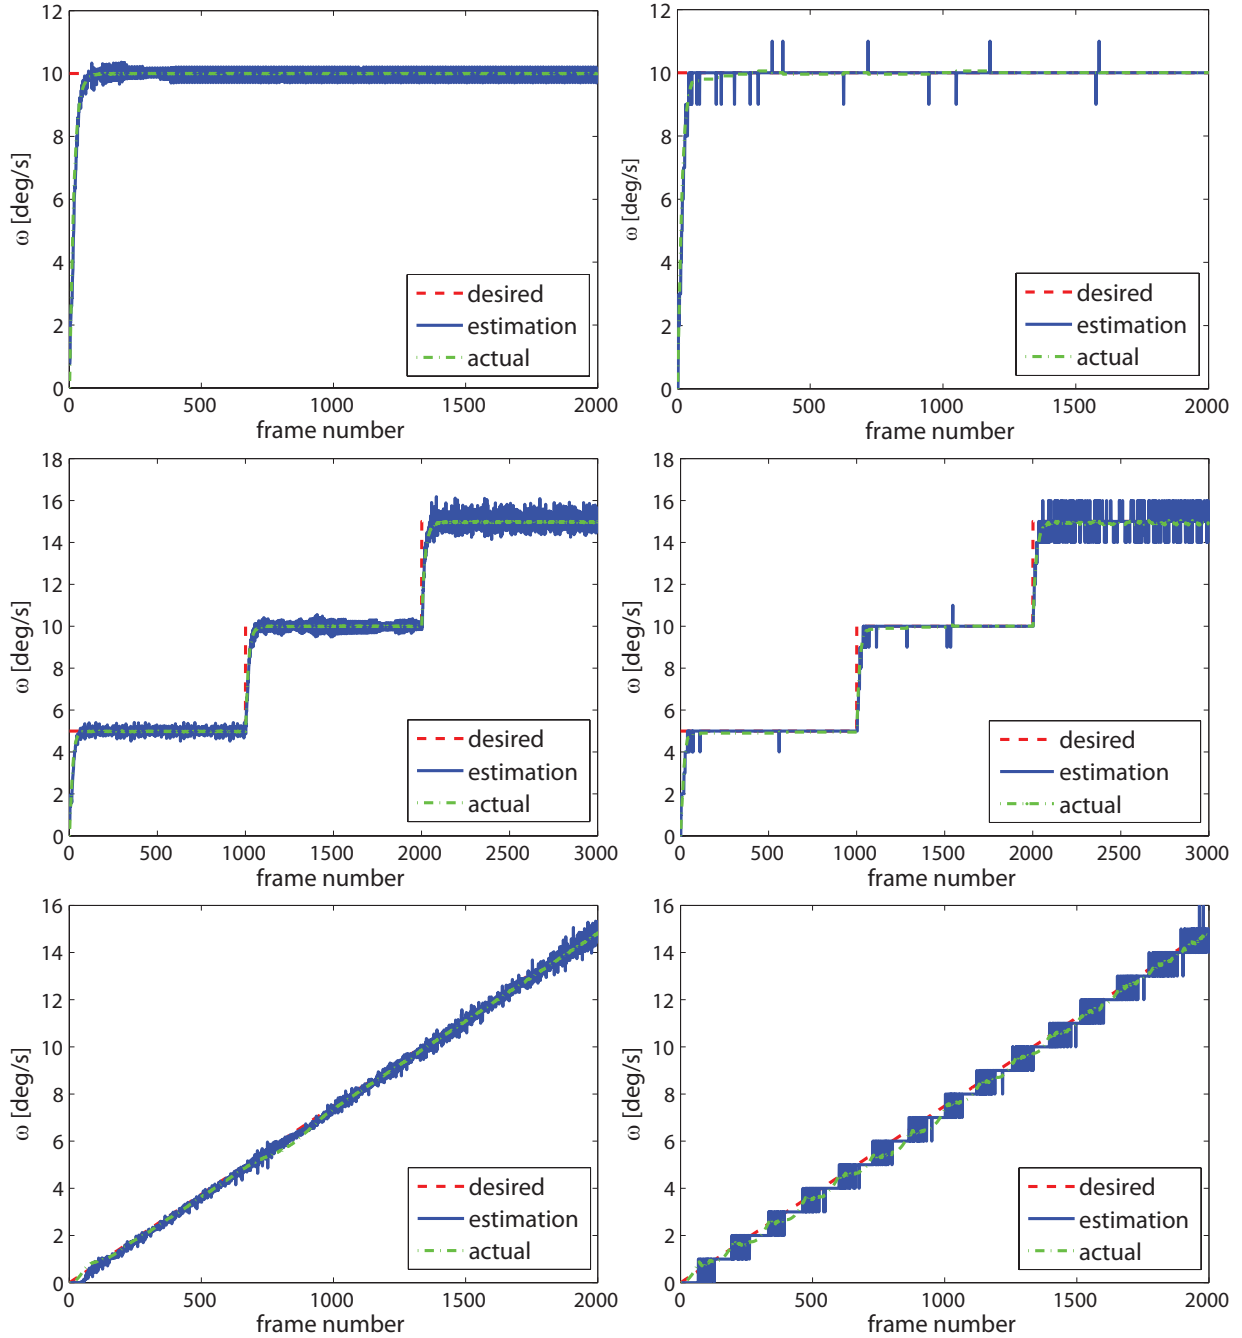 12
10
8
6
4
2
0
ω [deg/s]
0 500 1000 1500 2000
frame number
desired
estimation
actual
12
10
8
6
4
2
0
ω [deg/s]
0 500 1000 1500 2000
frame number
desired
estimation
actual
18
16
14
12
10
8
6
4
2
0
ω [deg/s]
0 500 1000 1500 2000 2500 3000
frame number
desired
estimation
actual
18
16
14
12
10
8
6
4
2
0
ω [deg/s]
0 500 1000 1500 2000 2500 3000
frame number
desired
estimation
actual
16
14
12
10
8
6
4
2
0
ω [deg/s]
0 500 1000 1500 2000
frame number
desired
estimation
actual
16
14
12
10
8
6
4
2
0
ω [deg/s]
0 500 1000 1500 2000
frame number
desired
estimation
actual